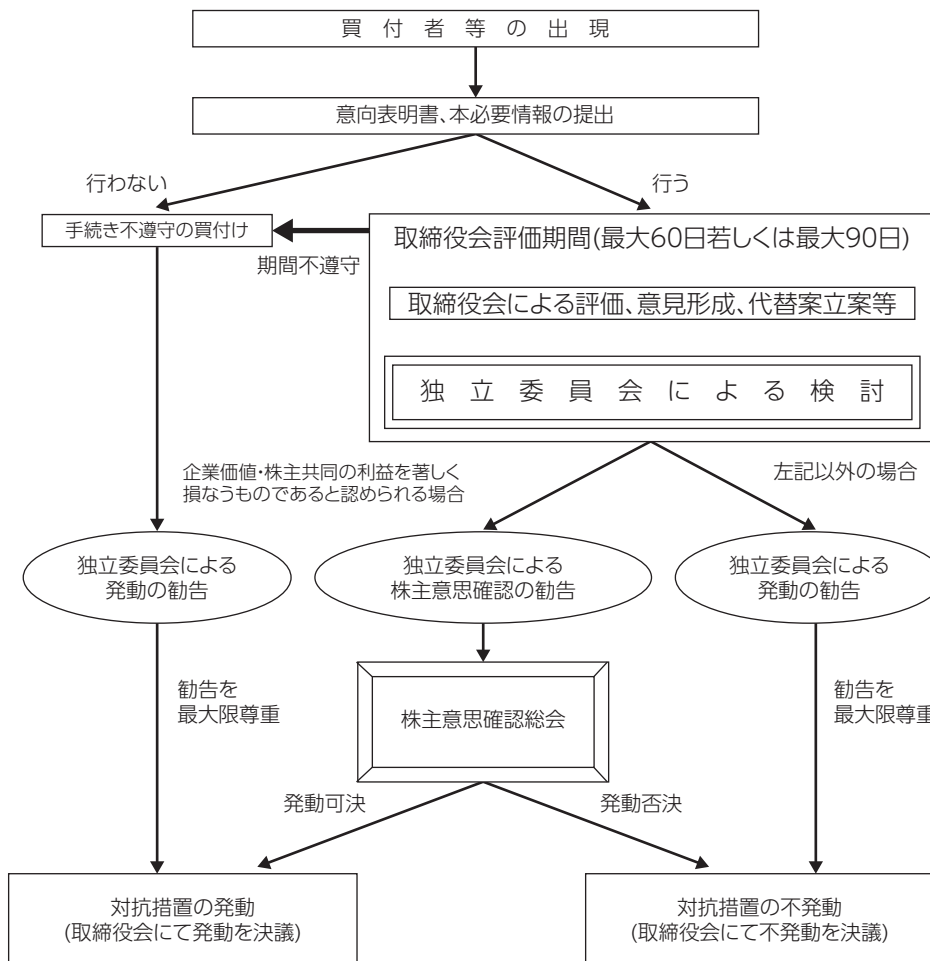 買付者等の出現
意向表明書、本必要情報の提出
行わない
行う
手続き不遵守の買付け
期間不遵守
取締役会評価期間(最大60日若しくは最大90日)
取締役会による評価、意見形成、代替案立案等
独立委員会による検討
企業価値・株主共同の利益を著しく
損なうものであると認められる場合
左記以外の場合
独立委員会による
発動の勧告
独立委員会による
株主意思確認の勧告
独立委員会による
発動の勧告
勧告を
最大限尊重
株主意思確認総会
勧告を
最大限尊重
発動可決
発動否決
対抗措置の発動
(取締役会にて発動を決議)
対抗措置の不発動
(取締役会にて不発動を決議)